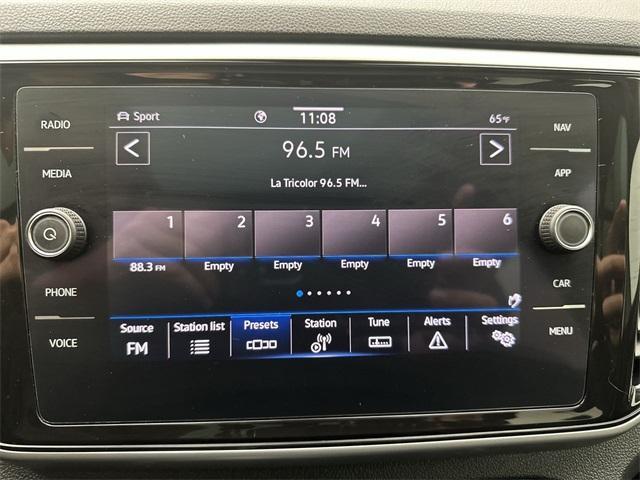 RADIO
MEDIA
PHONE
VOICE
Sport
11:08
65°F
96.5 FM
La Tricolor 96.5 FM...
1 2 3 4 5 6
88.3 FM Empty Empty Empty Empty Empty
Source FM
Station list
Presets
Station
Tune
Alerts
Settings
NAV
APP
CAR
MENU